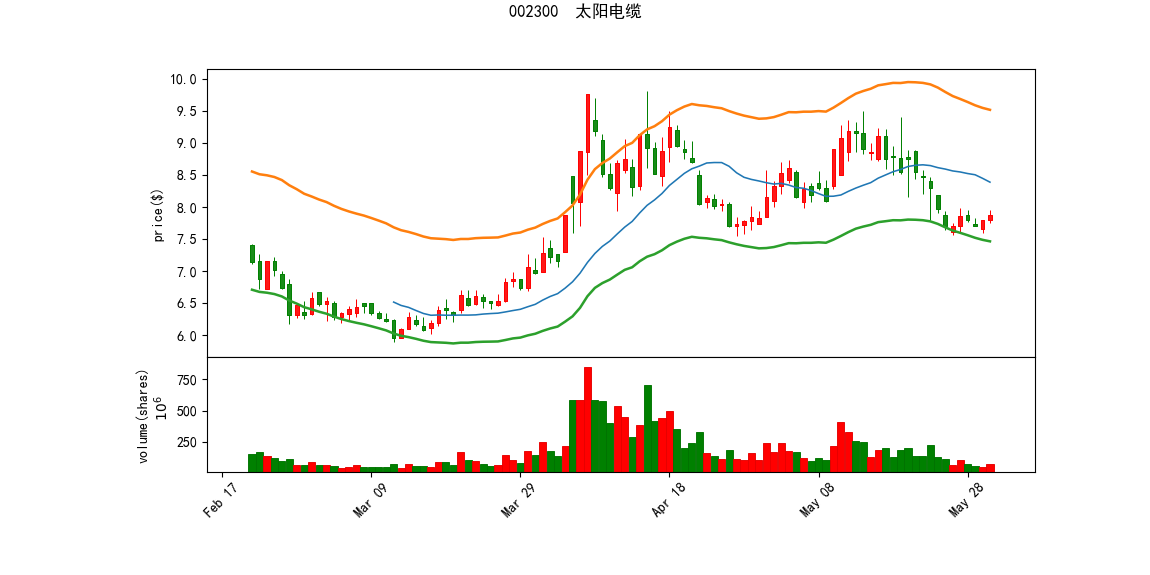 002300 太阳电缆
price($)
10.0
9.5
9.0
8.5
8.0
7.5
7.0
6.5
6.0
volume(shares)
10^6
750
500
250
Feb 17
Mar 09
Mar 29
Apr 18
May 08
May 28